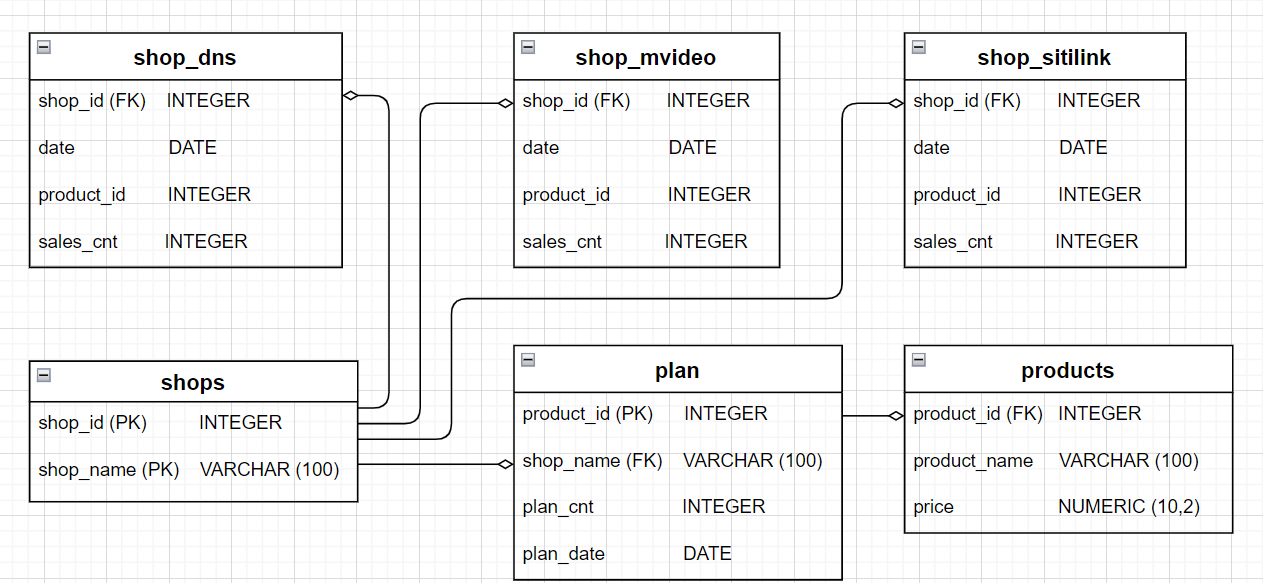 shop_dns
shop_id (FK) INTEGER
date DATE
product_id INTEGER
sales_cnt INTEGER
shop_mvideo
shop_id (FK) INTEGER
date DATE
product_id INTEGER
sales_cnt INTEGER
shop_sitilink
shop_id (FK) INTEGER
date DATE
product_id INTEGER
sales_cnt INTEGER
shops
shop_id (PK) INTEGER
shop_name (PK) VARCHAR (100)
plan
product_id (PK) INTEGER
shop_name (FK) VARCHAR (100)
plan_cnt INTEGER
plan_date DATE
products
product_id (FK) INTEGER
product_name VARCHAR (100)
price NUMERIC (10,2)